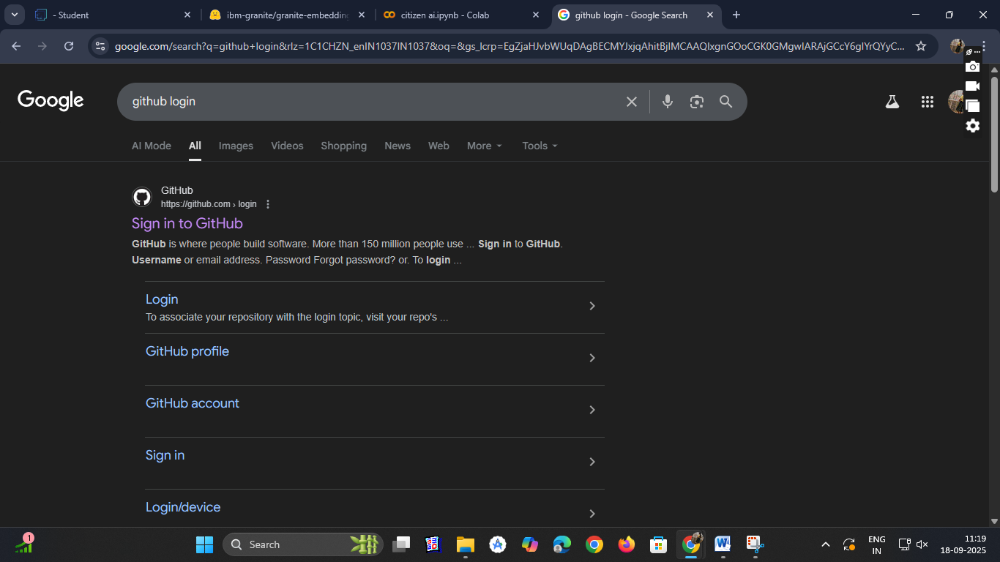 - Student
ibm-granite/granite-embedding
citizen ai.ipynb - Colab
github login - Google Search
google.com/search?q=github+login&rlz=1C1CHZN_enIN1037IN1037&oq=&gs_lcrp=EgZjaHJvbWUqDAgBECMYJxjqAhitBjIMCAAQIxgnGOoCGK0GMgwIARAjGCcY6gIYrQYyC...
Google
github login
AI Mode
All
Images
Videos
Shopping
News
Web
More
Tools
GitHub
https://github.com › login
Sign in to GitHub
GitHub is where people build software. More than 150 million people use ... Sign in to GitHub.
Username or email address. Password Forgot password? or. To login ...
Login
To associate your repository with the login topic, visit your repo's ...
GitHub profile
GitHub account
Sign in
Login/device
1
Search
ENG
IN
11:19
18-09-2025